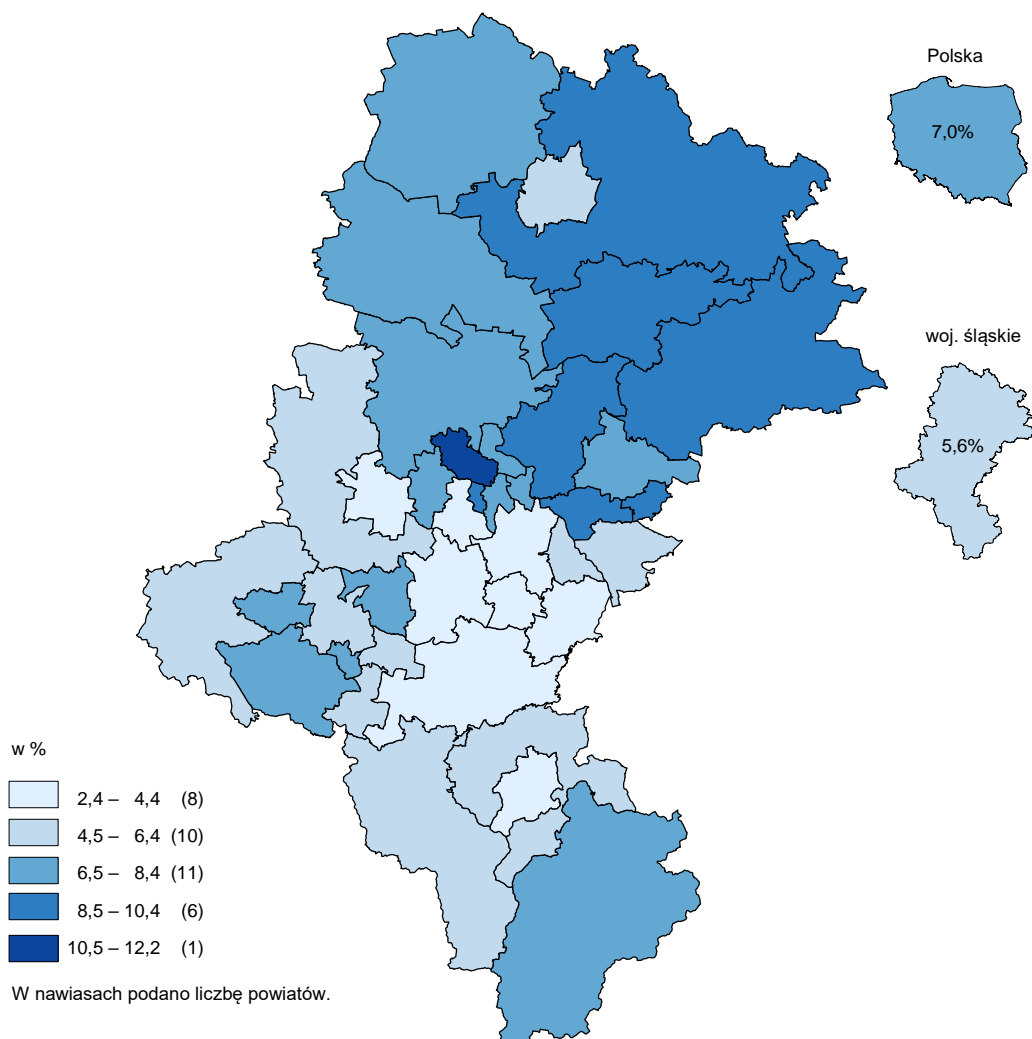 Polska
7,0%
woj. śląskie
5,6%
w %
2,4 – 4,4 (8)
4,5 – 6,4 (10)
6,5 – 8,4 (11)
8,5 – 10,4 (6)
10,5 – 12,2 (1)
W nawiasach podano liczbę powiatów.